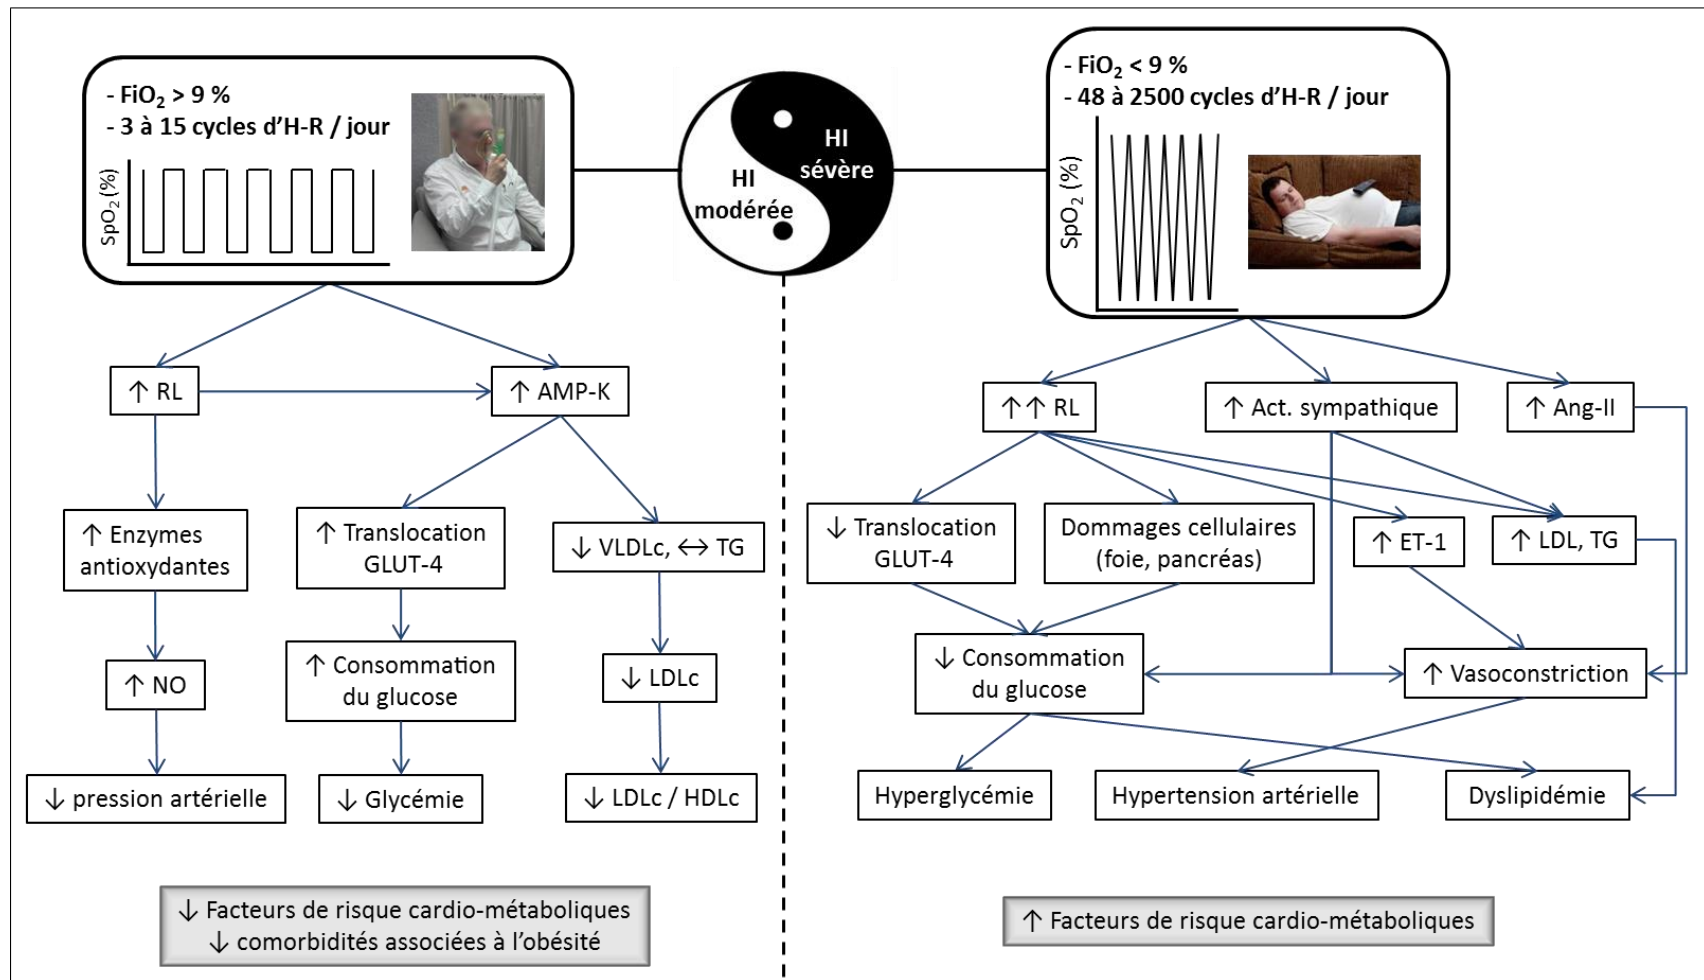 - FiO₂ > 9 %
- 3 à 15 cycles d'H-R / jour
SpO₂ (%)
HI
sévère
HI
modérée
- FiO₂ < 9 %
- 48 à 2500 cycles d'H-R / jour
SpO₂ (%)
↑ RL
↑ AMP-K
↑ Enzymes
antioxydantes
↑ Translocation
GLUT-4
↓ VLDLc, ↔ TG
↑ NO
↑ Consommation
du glucose
↓ LDLc
↓ pression artérielle
↓ Glycémie
↓ LDLc / HDLc
↓ Facteurs de risque cardio-métaboliques
↓ comorbidités associées à l'obésité
↑↑ RL
↑ Act. sympathique
↑ Ang-II
↓ Translocation
GLUT-4
Dommages cellulaires
(foie, pancréas)
↑ ET-1
↑ LDL, TG
↓ Consommation
du glucose
↑ Vasoconstriction
Hyperglycémie
Hypertension artérielle
Dyslipidémie
↑ Facteurs de risque cardio-métaboliques